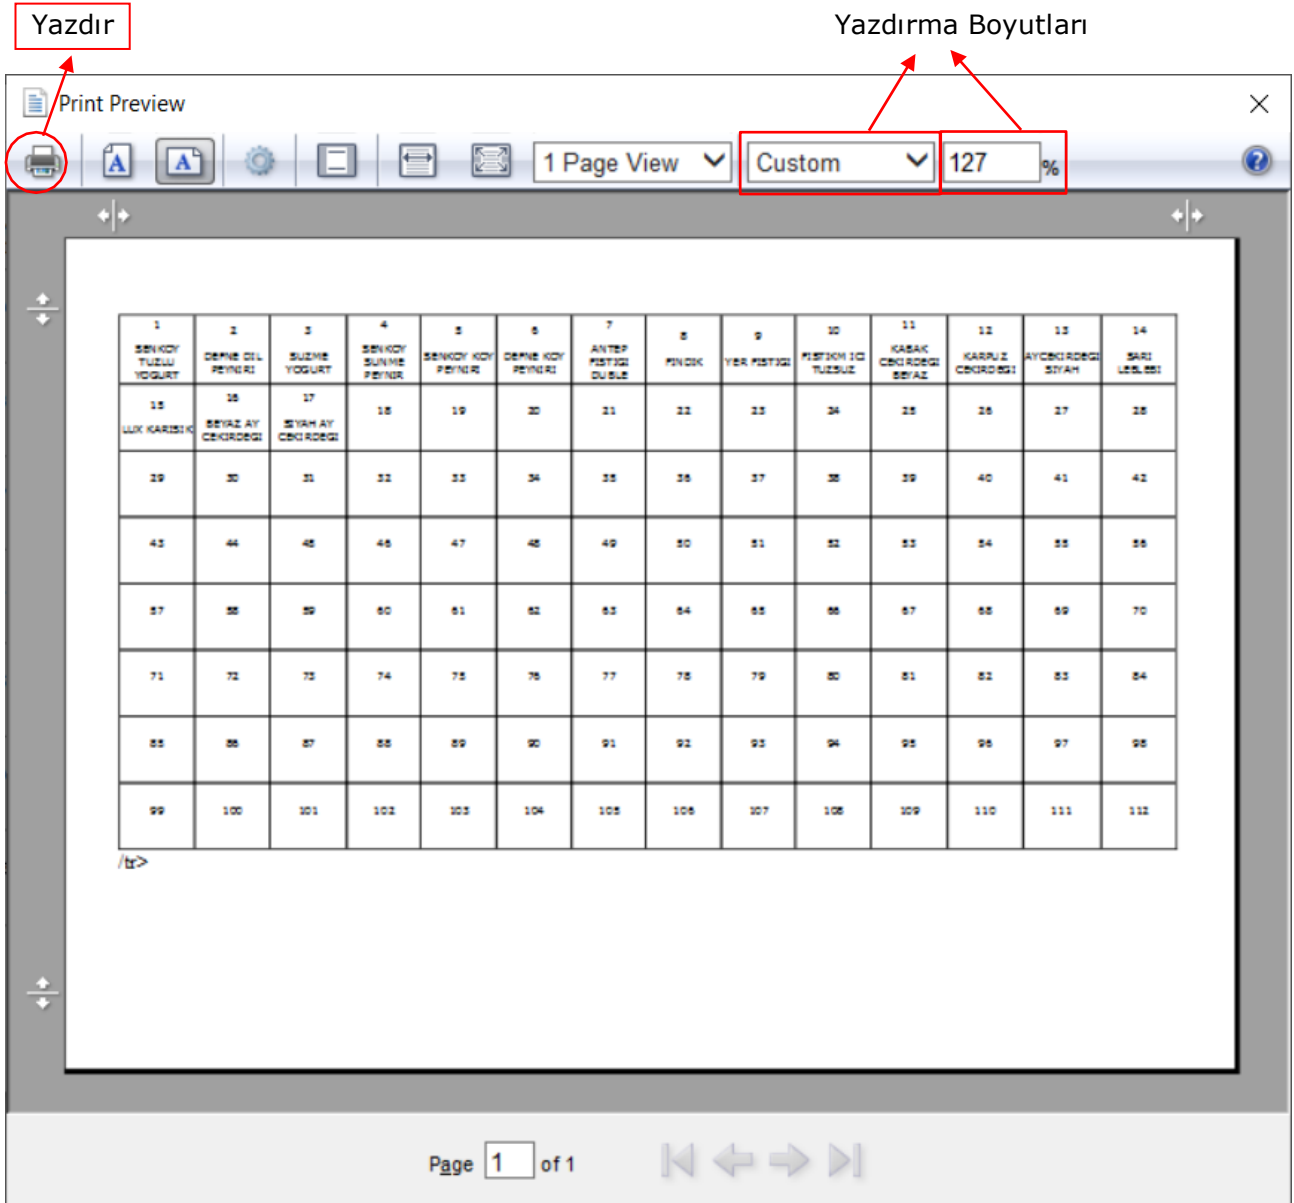 Yazdır
Yazdırma Boyutları
Print Preview
1 Page View
Custom
127
%
1 SENKOY TUZLU YOGURT
2 DEFNE DIL PEYNIRI
3 SUZME YOGURT
4 SENKOY SUNME PEYNIR
5 SENKOY KOY PEYNIRI
6 DEFNE KOY PEYNIRI
7 ANTEP FISTIGI DUBLE
8 FINDIK
9 YER FISTIGI
10 FISTIKM ICI TUZSUZ
11 KABAK CEKIRDEGI BEYAZ
12 KARPUZ CEKIRDEGI
13 AYCEKIRDEGI SIYAH
14 SARI LEBLEBI
15 LUX KARISIK
16 BEYAZ AY CEKIRDEGI
17 SIYAH AY CEKIRDEGI
18 19 20 21 22 23 24 25 26 27 28
29 30 31 32 33 34 35 36 37 38 39 40 41 42
43 44 45 46 47 48 49 50 51 52 53 54 55 56
57 58 59 60 61 62 63 64 65 66 67 68 69 70
71 72 73 74 75 76 77 78 79 80 81 82 83 84
85 86 87 88 89 90 91 92 93 94 95 96 97 98
99 100 101 102 103 104 105 106 107 108 109 110 111 112
/tr>
Page 1 of 1